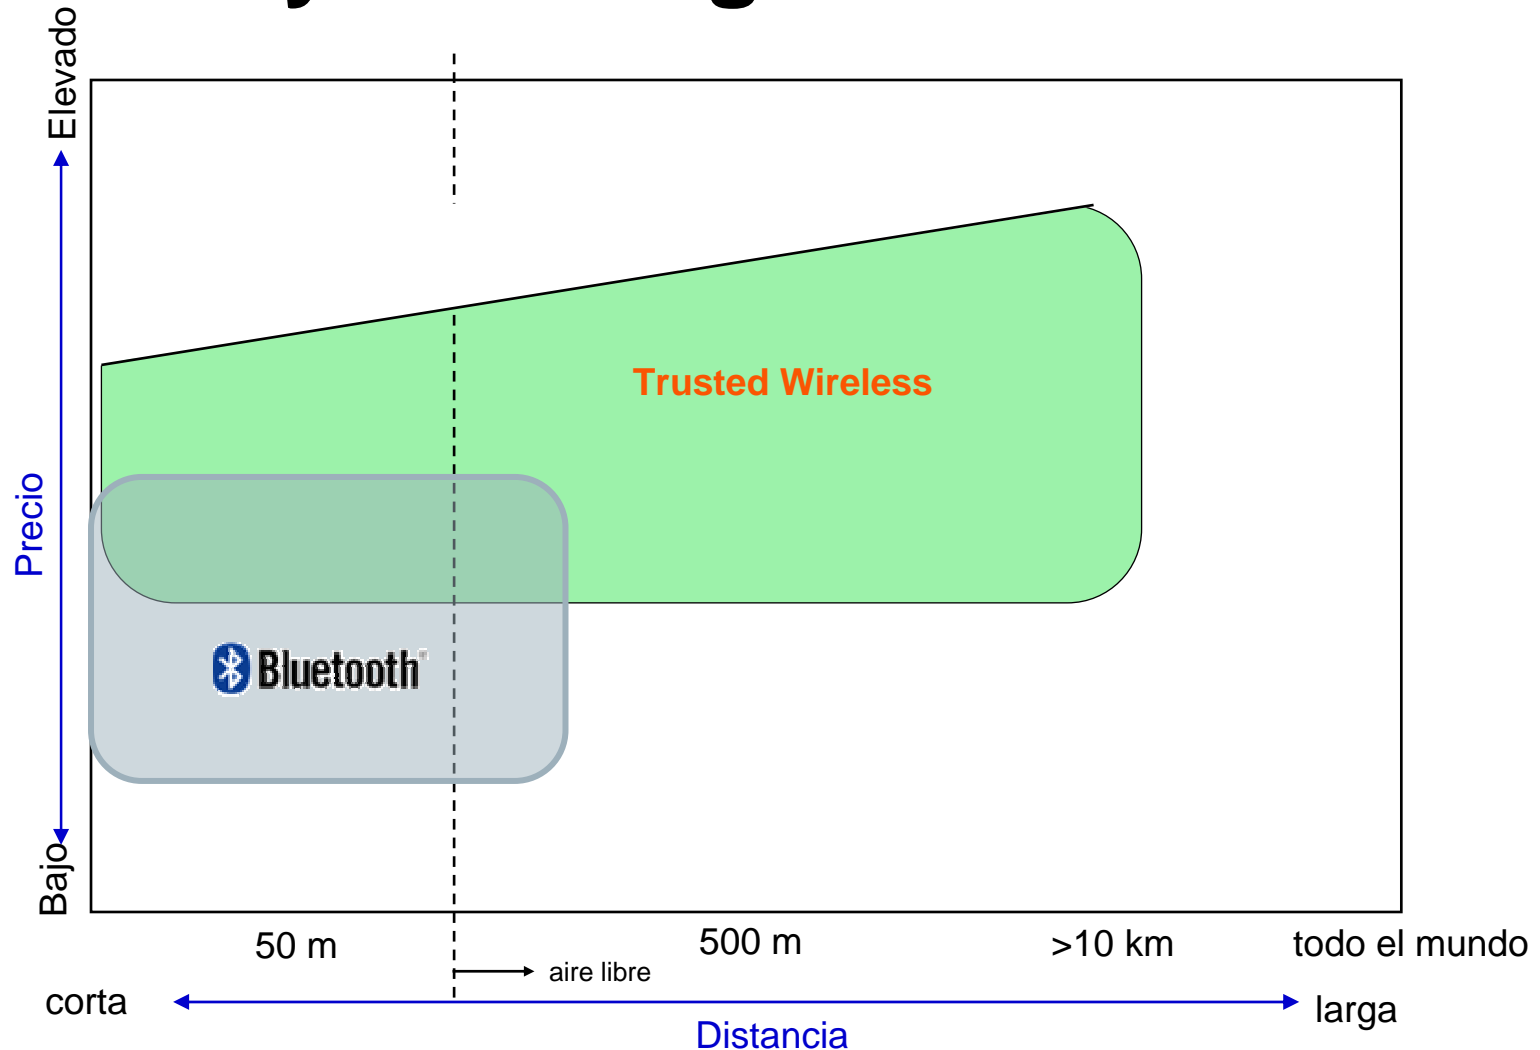 Elevado
Trusted Wireless
Precio
Bluetooth
Bajo
50 m
500 m
>10 km
todo el mundo
aire libre
corta
larga
Distancia